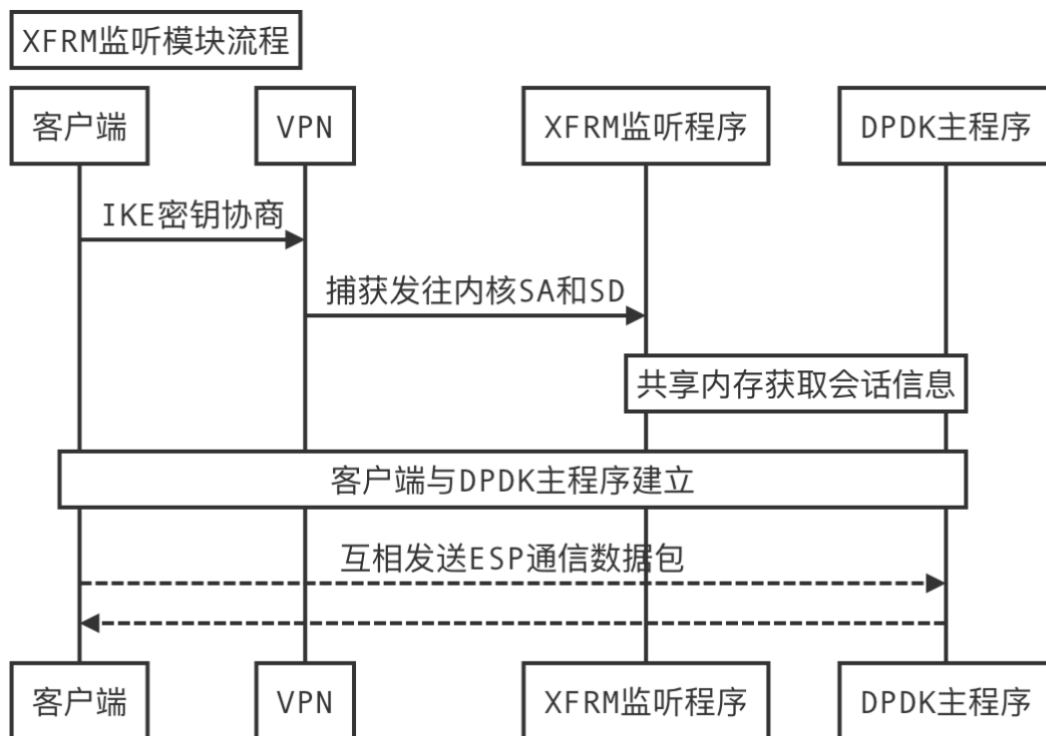 XFRM监听模块流程
客户端
VPN
XFRM监听程序
DPDK主程序
IKE密钥协商
捕获发往内核SA和SD
共享内存获取会话信息
客户端与DPDK主程序建立
互相发送ESP通信数据包
客户端
VPN
XFRM监听程序
DPDK主程序